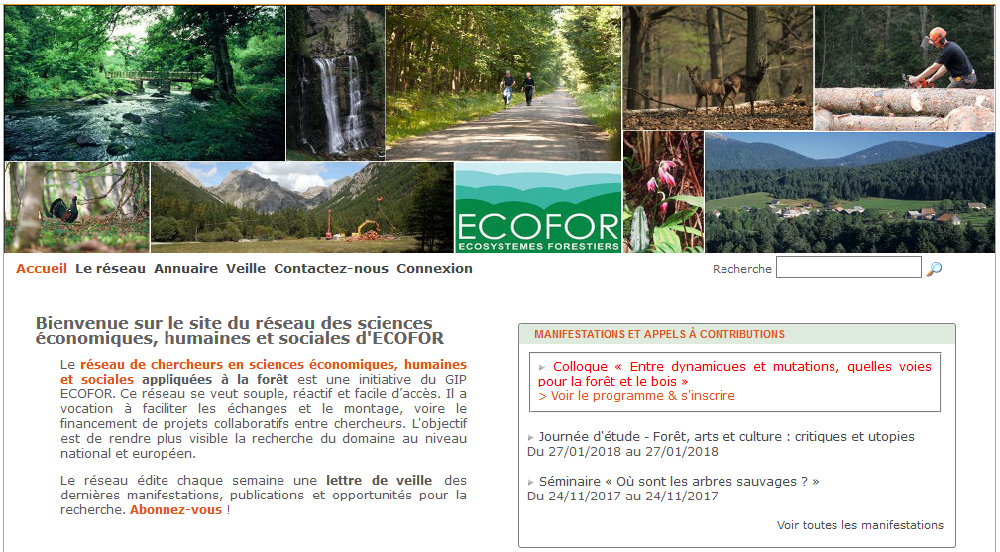 ECOFOR
ECOSYSTEMES FORESTIERS
Accueil Le réseau Annuaire Veille Contactez-nous Connexion
Recherche
Bienvenue sur le site du réseau des sciences
économiques, humaines et sociales d'ECOFOR
Le réseau de chercheurs en sciences économiques, humaines
et sociales appliquées à la forêt est une initiative du GIP
ECOFOR. Ce réseau se veut souple, réactif et facile d’accès. Il a
vocation à faciliter les échanges et le montage, voire le
financement de projets collaboratifs entre chercheurs. L'objectif
est de rendre plus visible la recherche du domaine au niveau
national et européen.
Le réseau édite chaque semaine une lettre de veille des
dernières manifestations, publications et opportunités pour la
recherche. Abonnez-vous !
MANIFESTATIONS ET APPELS À CONTRIBUTIONS
Colloque « Entre dynamiques et mutations, quelles voies
pour la forêt et le bois »
> Voir le programme & s'inscrire
Journée d'étude - Forêt, arts et culture : critiques et utopies
Du 27/01/2018 au 27/01/2018
Séminaire « Où sont les arbres sauvages ? »
Du 24/11/2017 au 24/11/2017
Voir toutes les manifestations